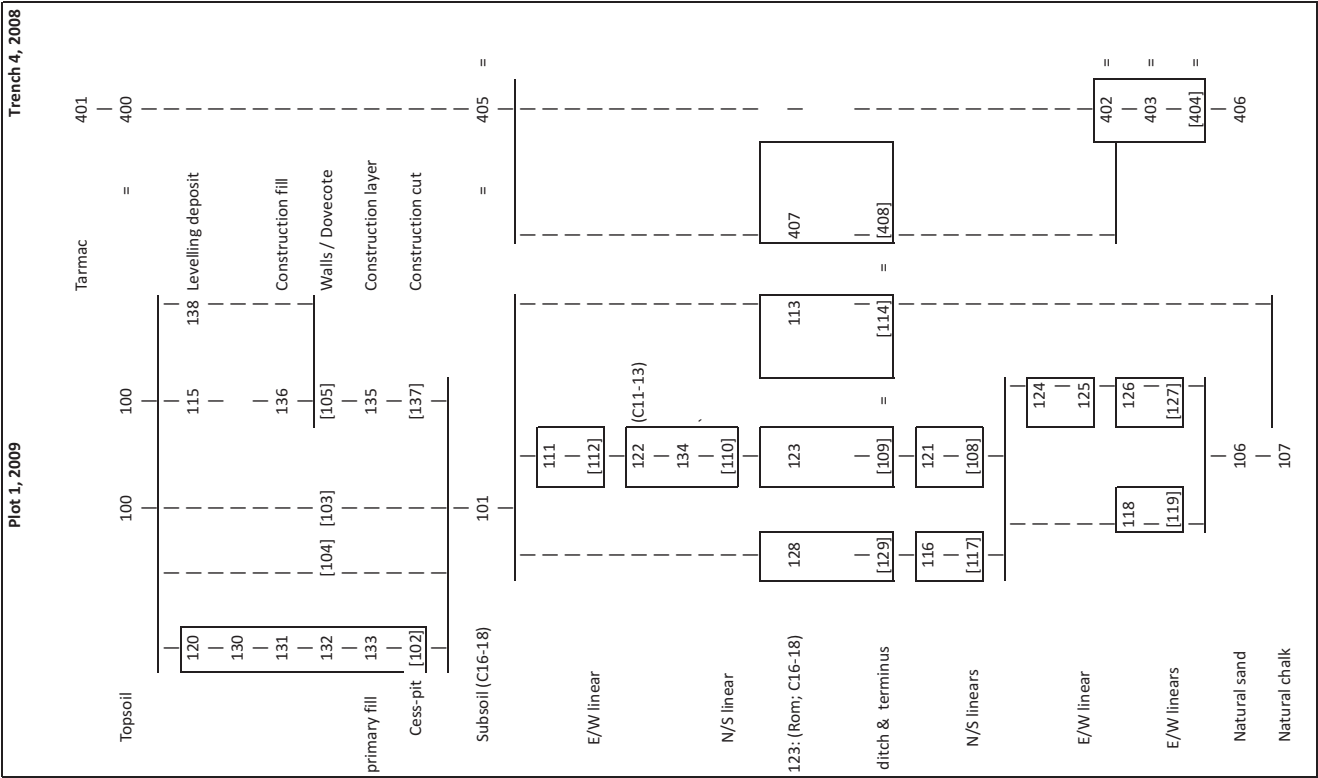 Plot 1, 2009 Trench 4, 2008
Tarmac 401
Topsoil 100 100 = 400
120 115 138 Levelling deposit
130
131 136 Construction fill
132 [104] [103] [105] Walls / Dovecote
primary fill 133 135 Construction layer
Cess-pit [102] [137] Construction cut
Subsoil (C16-18) 101 = 405 =
111
E/W linear [112]
122 (C11-13)
134
N/S linear [110]
123: (Rom; C16-18) 128 123 113 407
ditch & terminus [129] [109] = [114] = [408]
116 121
N/S linears [117] [108]
124
E/W linear 125
402 =
118 126
403 =
E/W linears [119] [127]
[404] =
Natural sand 106 406
Natural chalk 107